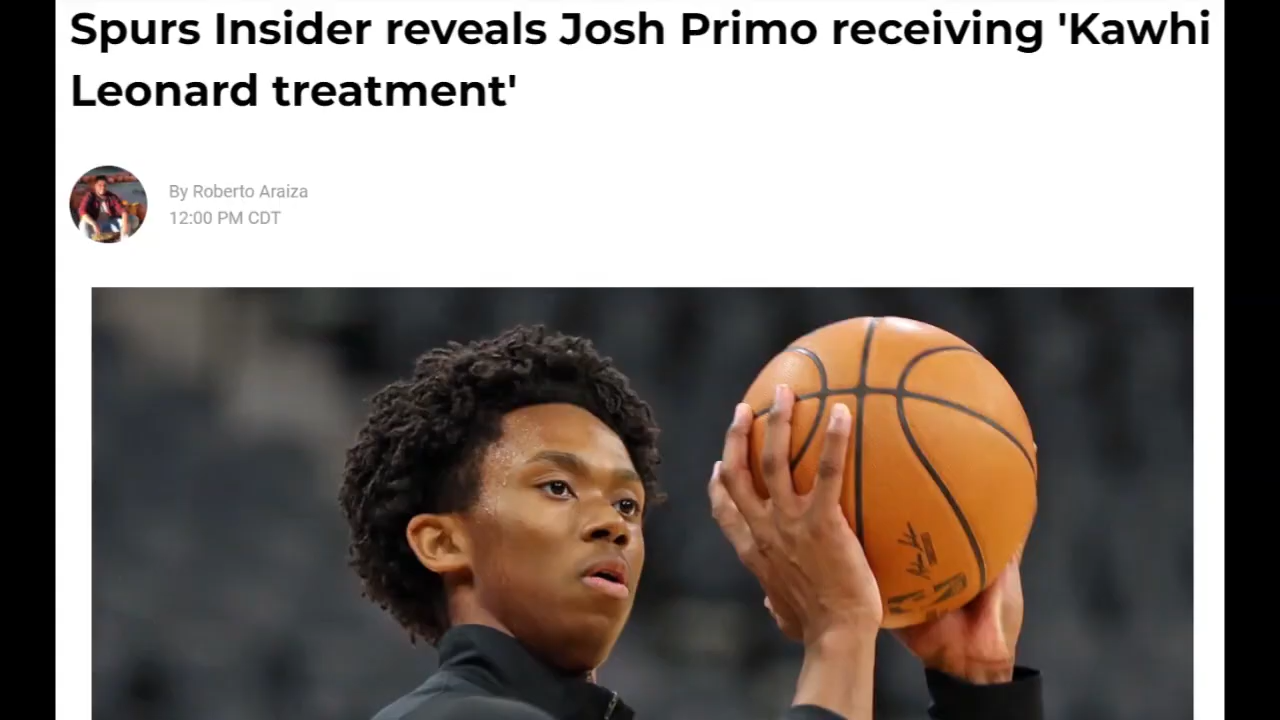 Spurs Insider reveals Josh Primo receiving 'Kawhi
Leonard treatment'
By Roberto Araiza
12:00 PM CDT